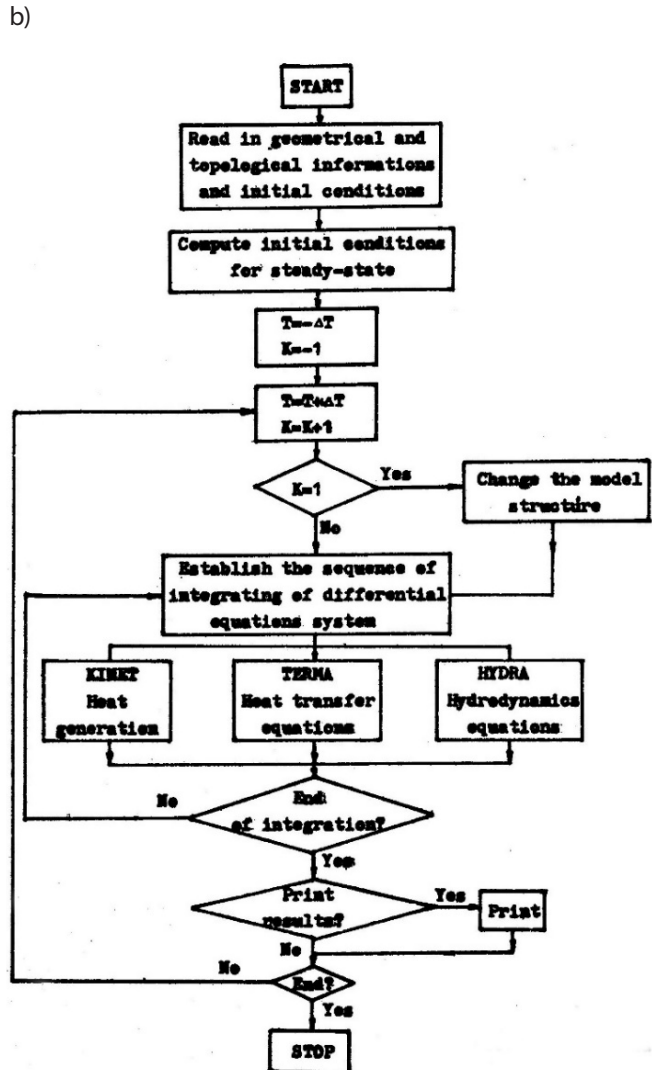 b)
START
Read in geometrical and
topological informations
and initial conditions
Compute initial conditions
for steady-state
T=-ΔT
K=-1
T=T+ΔT
K=K+1
K=1
Yes
No
Change the model
structure
Establish the sequence of
integrating of differential
equations system
KINET
Heat
generation
TERMA
Heat transfer
equations
HYDRA
Hydrodynamics
equations
No
End
of integration?
Yes
Print
results?
Yes
Print
No
No
End?
Yes
STOP